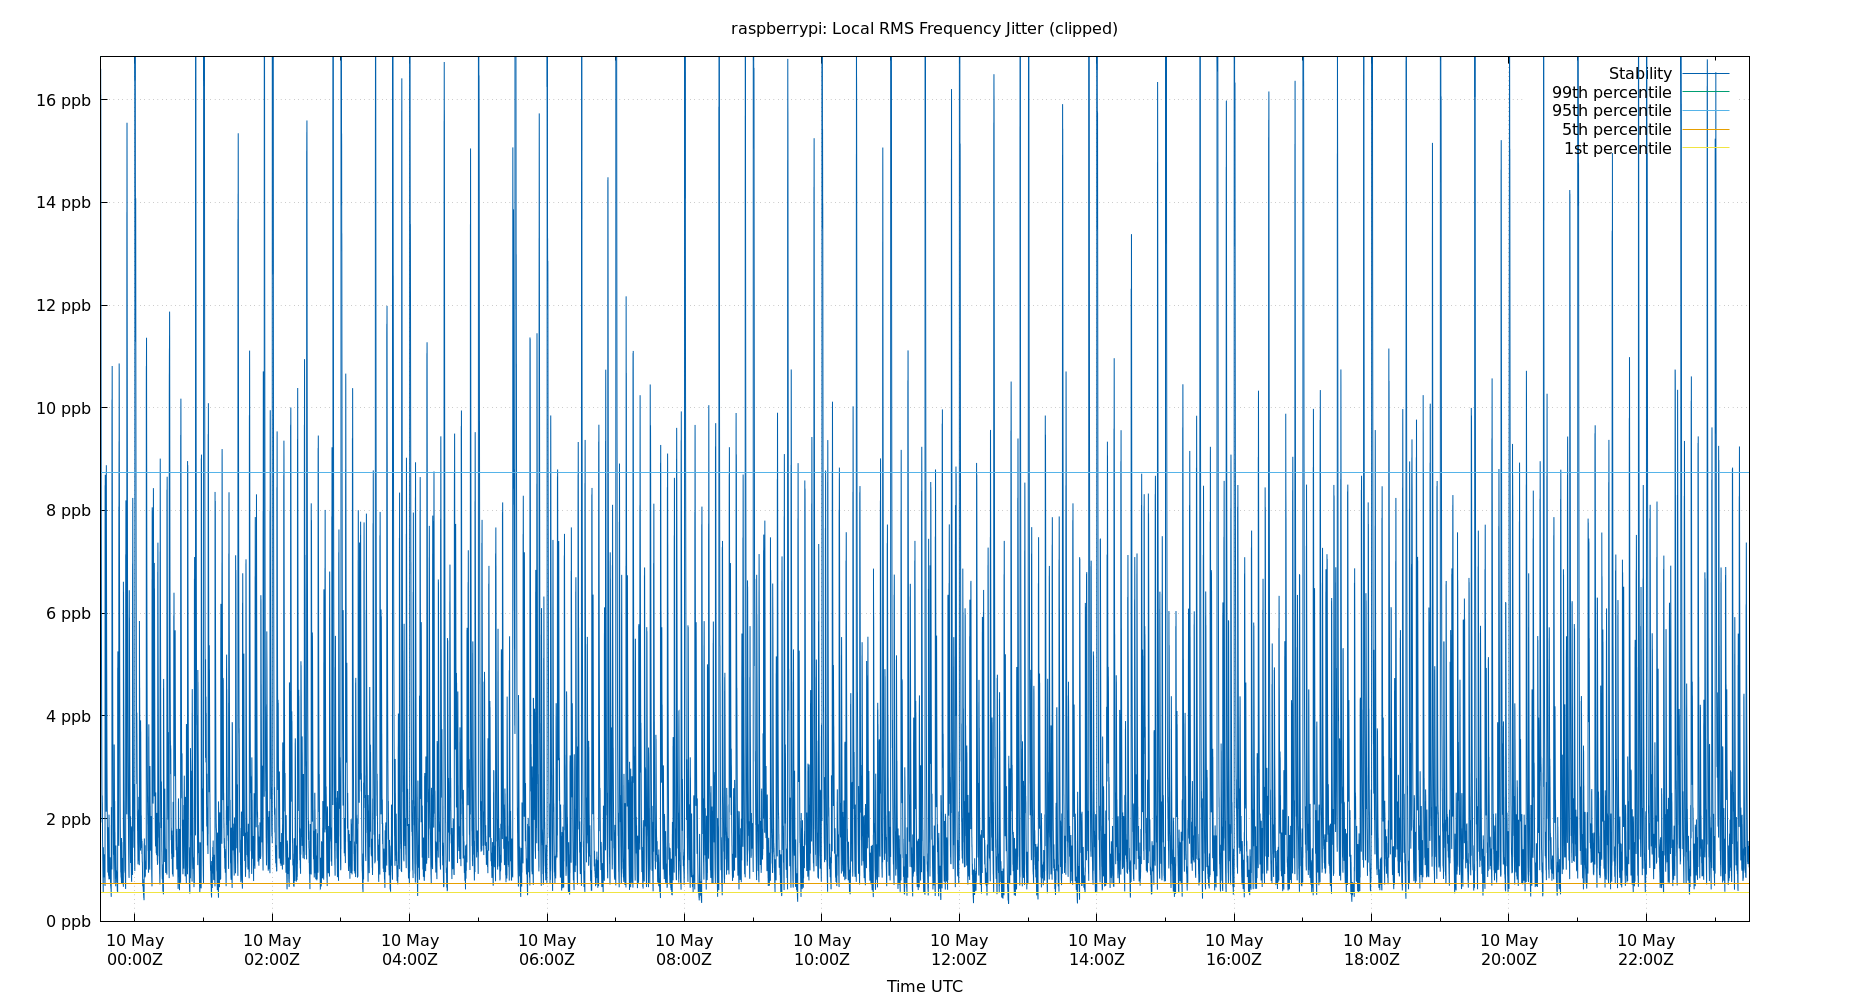 raspberrypi: Local RMS Frequency Jitter (clipped)
Stability
99th percentile
95th percentile
5th percentile
1st percentile
16 ppb
14 ppb
12 ppb
10 ppb
8 ppb
6 ppb
4 ppb
2 ppb
0 ppb
10 May 10 May 10 May 10 May 10 May 10 May 10 May 10 May 10 May 10 May 10 May 10 May
00:00Z 02:00Z 04:00Z 06:00Z 08:00Z 10:00Z 12:00Z 14:00Z 16:00Z 18:00Z 20:00Z 22:00Z
Time UTC